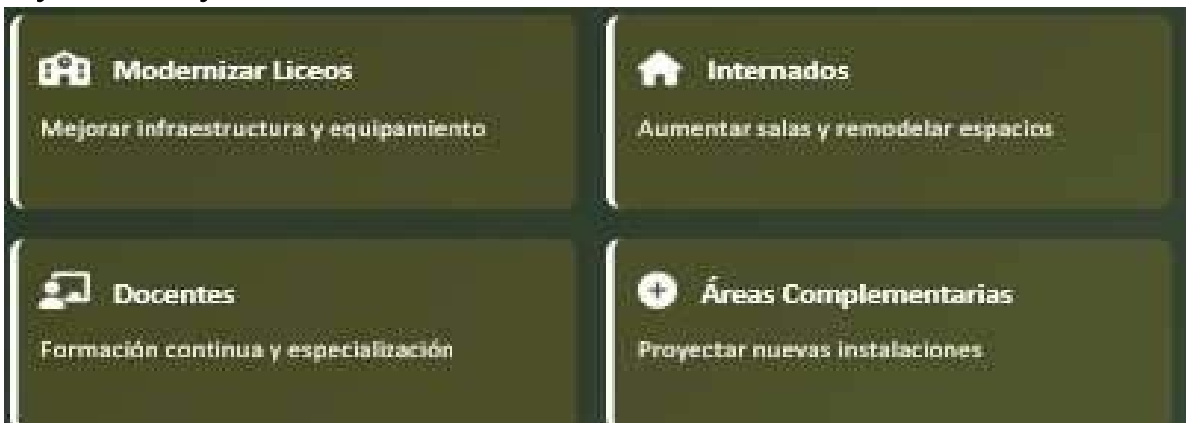 Modernizar Liceos
Mejorar infraestructura y equipamiento
Internados
Aumentar salas y remodelar espacios
Docentes
Formación continua y especialización
Áreas Complementarias
Proyectar nuevas instalaciones